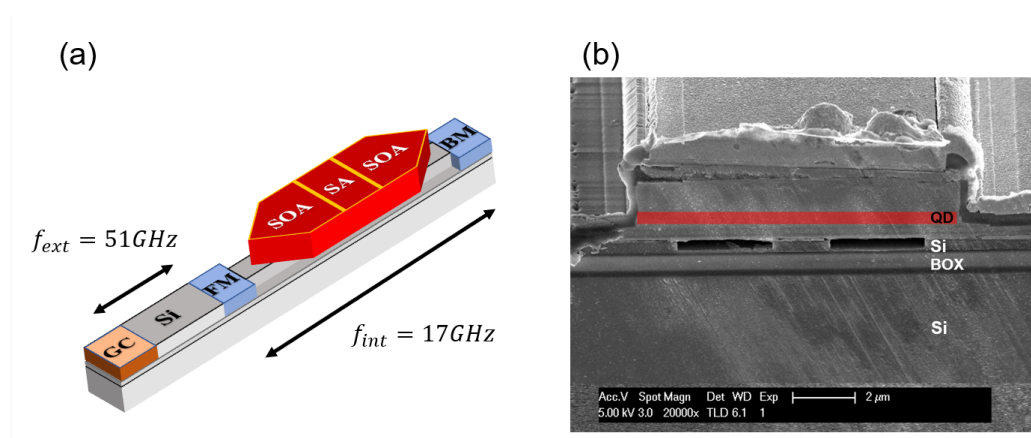 (a)
(b)
BM
SOA
SA
SOA
f_ext = 51GHz
FM
Si
GC
f_int = 17GHz
QD
Si
BOX
Si
Acc.V Spot Magn Det WD Exp 2 μm
5.00 kV 3.0 20000x TLD 6.1 1